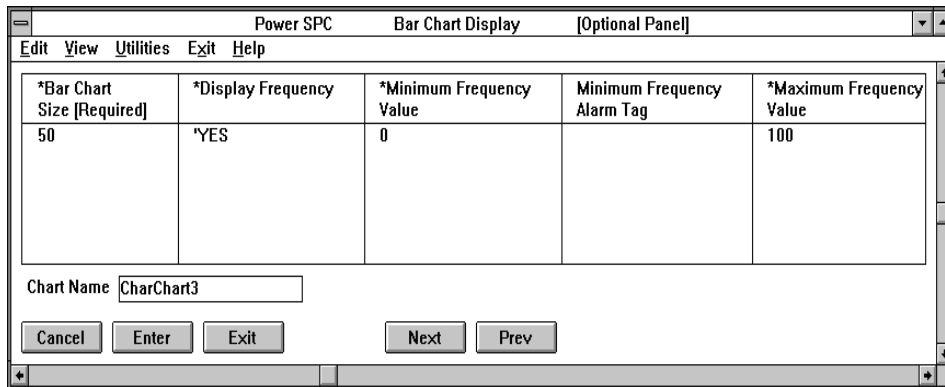 Power SPC Bar Chart Display [Optional Panel]
Edit View Utilities Exit Help
*Bar Chart Size [Required] *Display Frequency *Minimum Frequency Value Minimum Frequency Alarm Tag *Maximum Frequency Value
50 'YES 0 100
Chart Name CharChart3
Cancel Enter Exit Next Prev